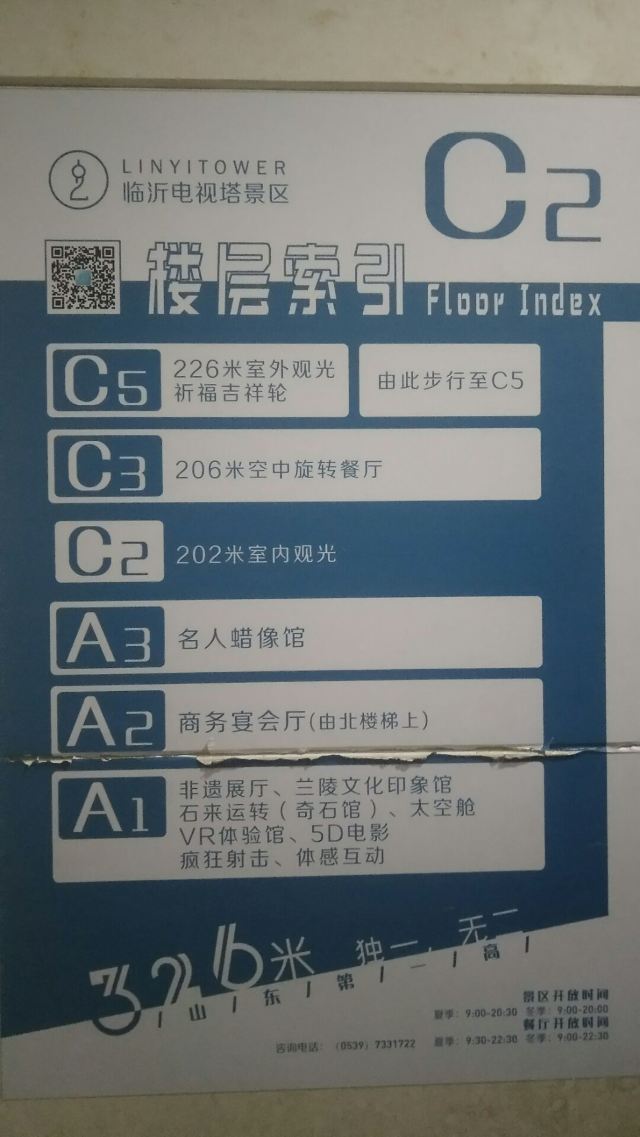 LINYITOWER
临沂电视塔景区
C2
楼层索引 Floor Index
C5
226米室外观光
祈福吉祥轮
由此步行至C5
C3
206米空中旋转餐厅
C2
202米室内观光
A3
名人蜡像馆
A2
商务宴会厅(由北楼梯上)
A1
非遗展厅、兰陵文化印象馆
石来运转(奇石馆)、太空舱
VR体验馆、5D电影
疯狂射击、体感互动
326米 独一,无二
/山/东/第/一/高/
景区开放时间
夏季:9:00-20:30 冬季:9:00-20:00
餐厅开放时间
咨询电话:(0539)7331722 夏季:9:30-22:30 冬季:9:00-22:30